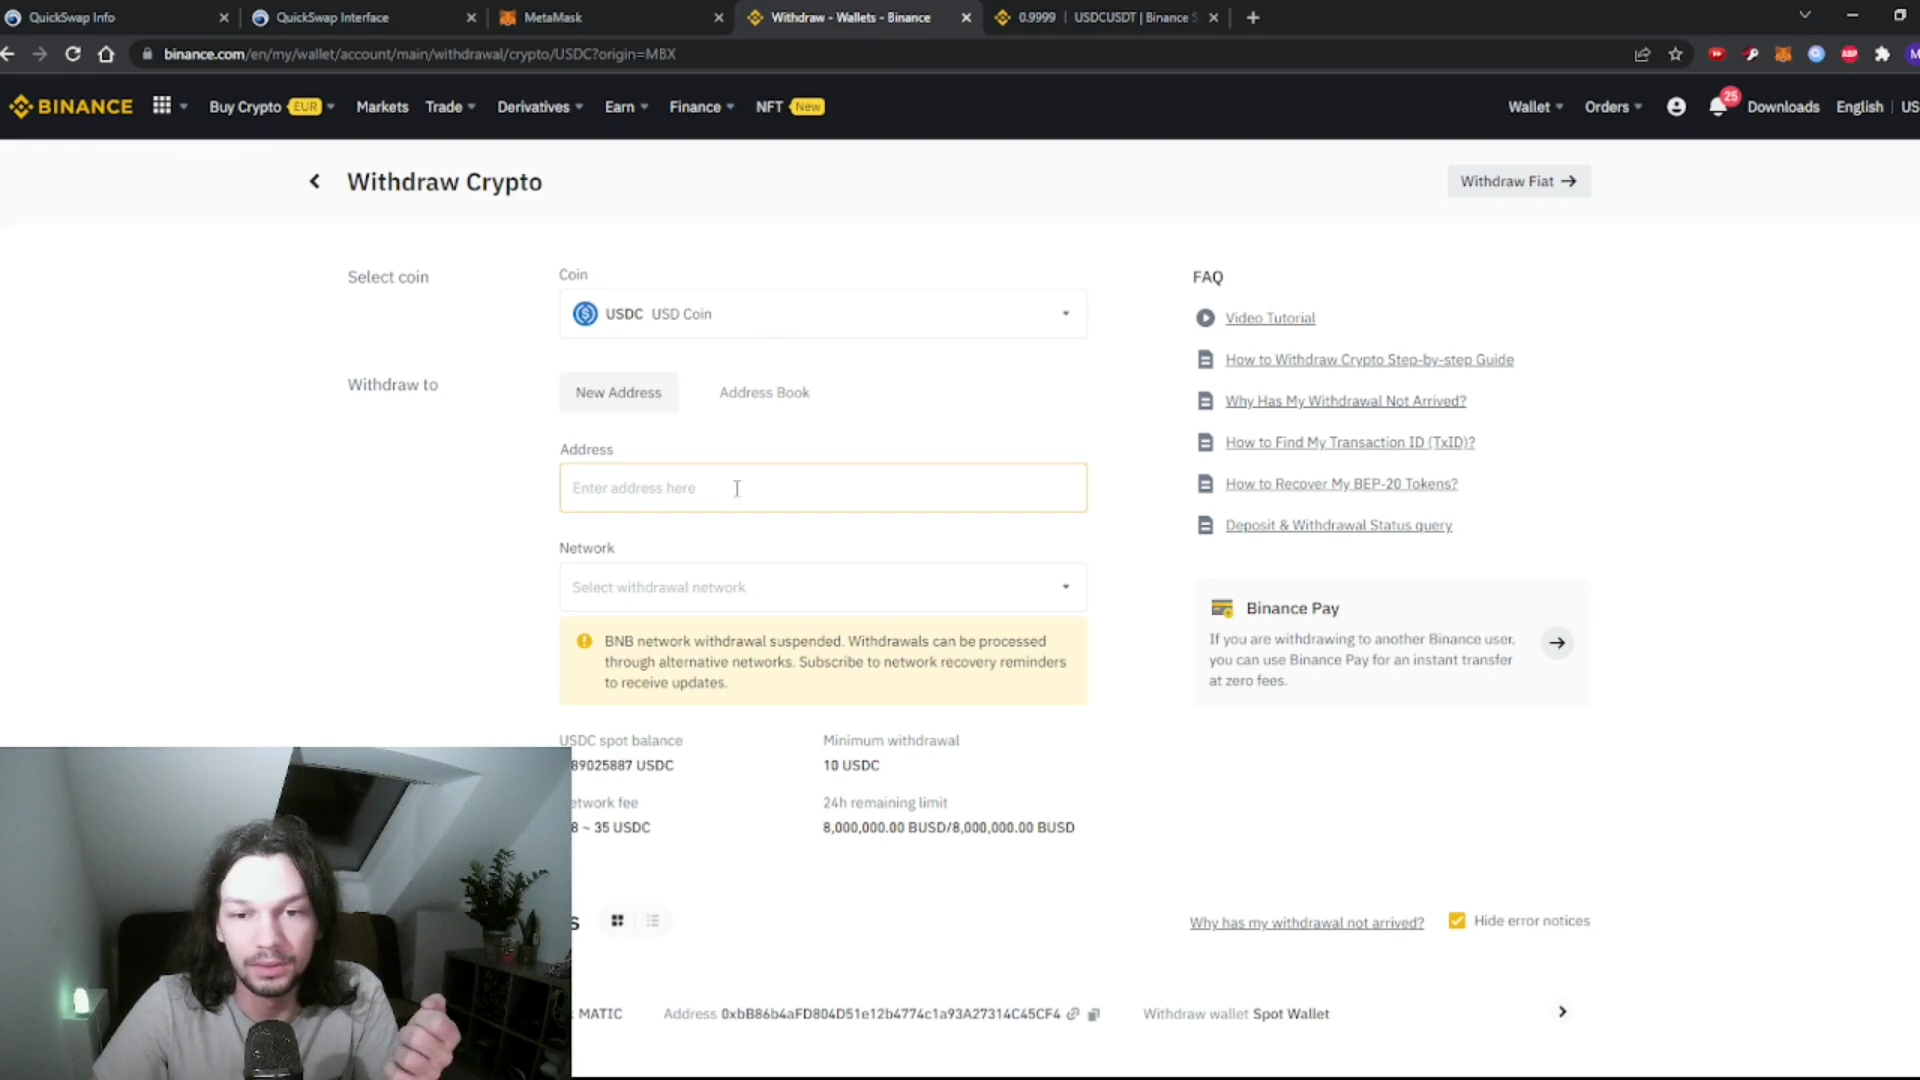 QuickSwap Info
QuickSwap Interface
MetaMask
Withdraw - Wallets - Binance
0.9999 | USDCUSDT | Binance S
binance.com/en/my/wallet/account/main/withdrawal/crypto/USDC?origin=MBX
BINANCE
Buy Crypto EUR
Markets
Trade
Derivatives
Earn
Finance
NFT New
Wallet
Orders
25
Downloads
English | US
Withdraw Crypto
Withdraw Fiat
Select coin
Coin
USDC USD Coin
Withdraw to
New Address
Address Book
Address
Enter address here
Network
Select withdrawal network
BNB network withdrawal suspended. Withdrawals can be processed
through alternative networks. Subscribe to network recovery reminders
to receive updates.
USDC spot balance
89025887 USDC
Minimum withdrawal
10 USDC
etwork fee
8 ~ 35 USDC
24h remaining limit
8,000,000.00 BUSD/8,000,000.00 BUSD
FAQ
Video Tutorial
How to Withdraw Crypto Step-by-step Guide
Why Has My Withdrawal Not Arrived?
How to Find My Transaction ID (TxID)?
How to Recover My BEP-20 Tokens?
Deposit & Withdrawal Status query
Binance Pay
If you are withdrawing to another Binance user,
you can use Binance Pay for an instant transfer
at zero fees.
s
Why has my withdrawal not arrived?
Hide error notices
MATIC
Address 0xbB86b4aFD804D51e12b4774c1a93A27314C45CF4
Withdraw wallet Spot Wallet